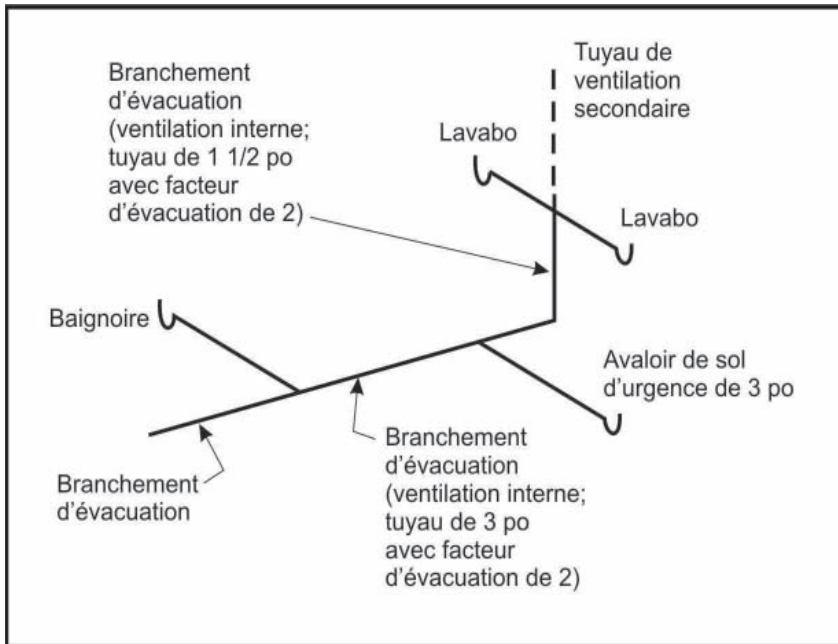 Branchement
d'évacuation
(ventilation interne;
tuyau de 1 1/2 po
avec facteur
d'évacuation de 2)
Tuyau de
ventilation
secondaire
Lavabo
Lavabo
Baignoire
Avaloir de sol
d'urgence de 3 po
Branchement
d'évacuation
Branchement
d'évacuation
(ventilation interne;
tuyau de 3 po
avec facteur
d'évacuation de 2)